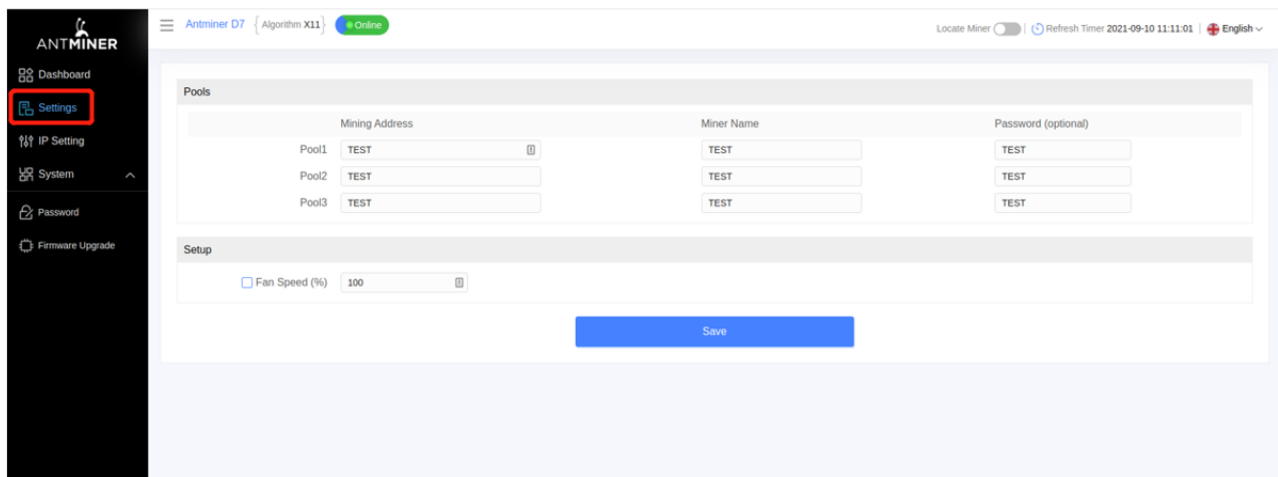 ANTMINER
Dashboard
Settings
IP Setting
System
Password
Firmware Upgrade
Antminer D7 {Algorithm X11} Online
Locate Miner | Refresh Timer 2021-09-10 11:11:01 | English
Pools
Mining Address Miner Name Password (optional)
Pool1 TEST TEST TEST
Pool2 TEST TEST TEST
Pool3 TEST TEST TEST
Setup
Fan Speed (%) 100
Save